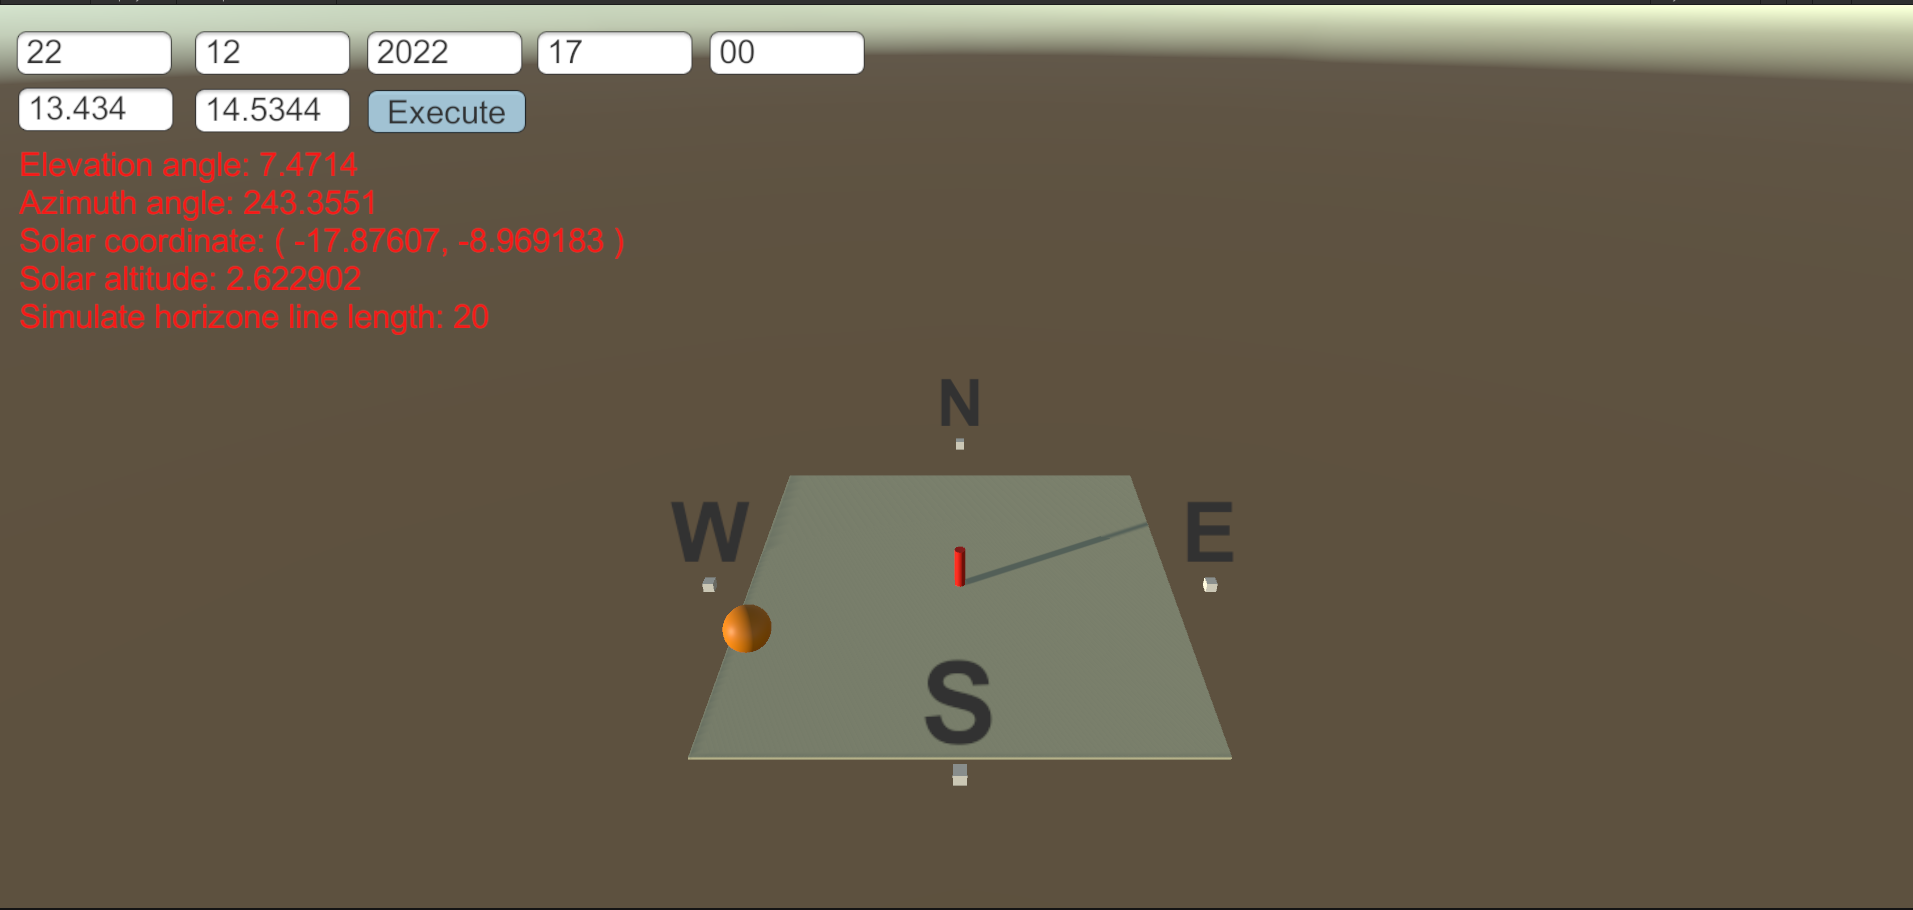 22 12 2022 17 00
13.434 14.5344 Execute
Elevation angle: 7.4714
Azimuth angle: 243.3551
Solar coordinate: ( -17.87607, -8.969183 )
Solar altitude: 2.622902
Simulate horizone line length: 20
N
W E
S